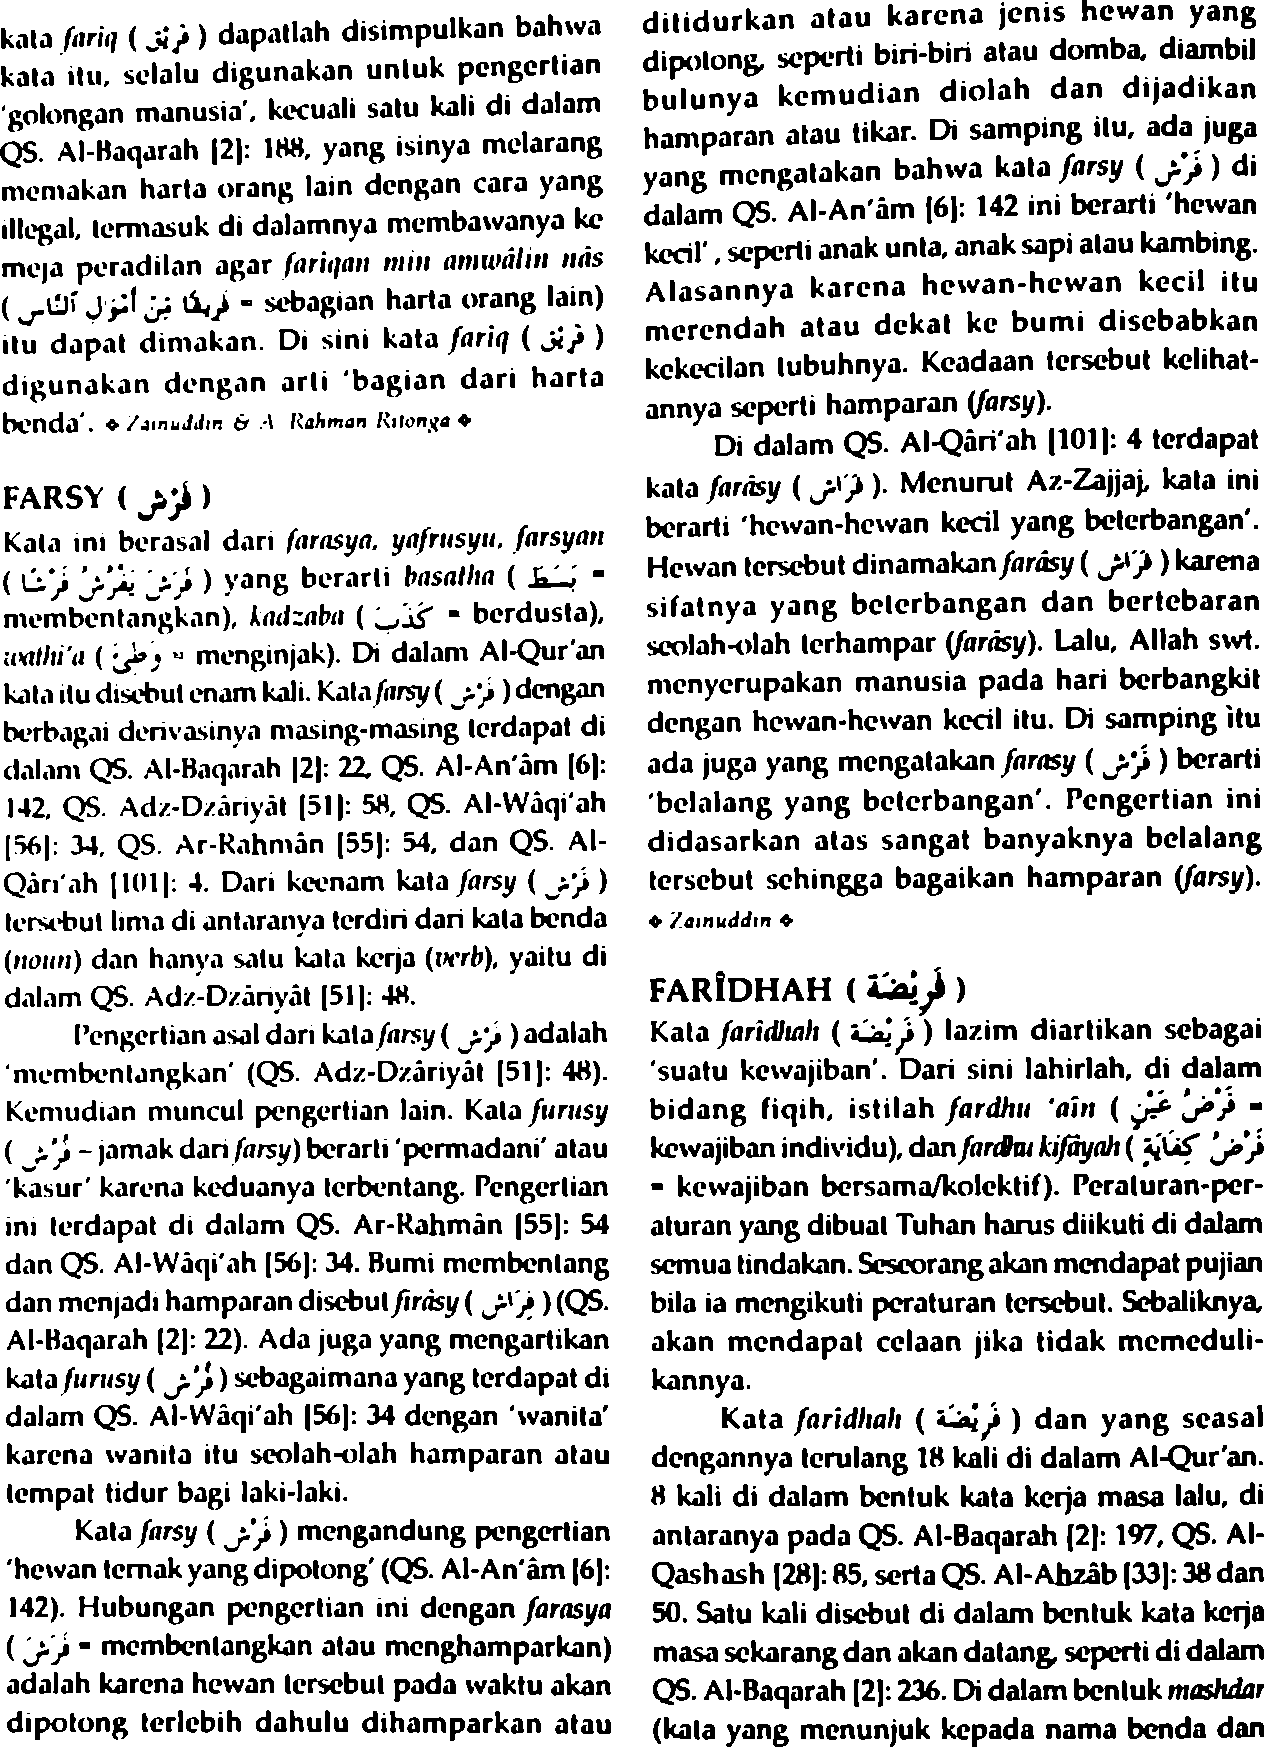 kata fariq ( فَرِيْق ) dapatlah disimpulkan bahwa
kata itu, selalu digunakan untuk pengertian
'golongan manusia', kecuali satu kali di dalam
QS. Al-Baqarah [2]: 188, yang isinya melarang
memakan harta orang lain dengan cara yang
illegal, termasuk di dalamnya membawanya ke
meja peradilan agar fariqan min amwâlin nâs
( فَرِيقًا مِّنْ أَمْوَٰلِ ٱلنَّاسِ = sebagian harta orang lain)
itu dapat dimakan. Di sini kata fariq ( فَرِيْق )
digunakan dengan arti 'bagian dari harta
benda'. ❖ Zainuddin & A. Rahman Ritonga ❖
FARSY ( فَرْش )
Kata ini berasal dari farasya, yafrusyu, farsyan
( فَرَشَ يَفْرُشُ فَرْشًا ) yang berarti basatha ( بَسَطَ =
membentangkan), kadzaba ( كَذَبَ = berdusta),
wathi'a ( وَطِئَ = menginjak). Di dalam Al-Qur'an
kata itu disebut enam kali. Kata farsy ( فَرْش ) dengan
berbagai derivasinya masing-masing terdapat di
dalam QS. Al-Baqarah [2]: 22, QS. Al-An'âm [6]:
142, QS. Adz-Dzâriyât [51]: 58, QS. Al-Wâqi'ah
[56]: 34, QS. Ar-Rahmân [55]: 54, dan QS. Al-
Qâri'ah [101]: 4. Dari keenam kata farsy ( فَرْش )
tersebut lima di antaranya terdiri dari kata benda
(noun) dan hanya satu kata kerja (verb), yaitu di
dalam QS. Adz-Dzâriyât [51]: 48.
Pengertian asal dari kata farsy ( فَرْش ) adalah
'membentangkan' (QS. Adz-Dzâriyât [51]: 48).
Kemudian muncul pengertian lain. Kata furusy
( فُرُش – jamak dari farsy) berarti 'permadani' atau
'kasur' karena keduanya terbentang. Pengertian
ini terdapat di dalam QS. Ar-Rahmân [55]: 54
dan QS. Al-Wâqi'ah [56]: 34. Bumi membentang
dan menjadi hamparan disebut firâsy ( فِرَاش ) (QS.
Al-Baqarah [2]: 22). Ada juga yang mengartikan
kata furusy ( فُرُش ) sebagaimana yang terdapat di
dalam QS. Al-Wâqi'ah [56]: 34 dengan 'wanita'
karena wanita itu seolah-olah hamparan atau
tempat tidur bagi laki-laki.
Kata farsy ( فَرْش ) mengandung pengertian
'hewan ternak yang dipotong' (QS. Al-An'âm [6]:
142). Hubungan pengertian ini dengan farasya
( فَرَشَ = membentangkan atau menghamparkan)
adalah karena hewan tersebut pada waktu akan
dipotong terlebih dahulu dihamparkan atau
ditidurkan atau karena jenis hewan yang
dipotong, seperti biri-biri atau domba, diambil
bulunya kemudian diolah dan dijadikan
hamparan atau tikar. Di samping itu, ada juga
yang mengatakan bahwa kata farsy ( فَرْش ) di
dalam QS. Al-An'âm [6]: 142 ini berarti 'hewan
kecil' , seperti anak unta, anak sapi atau kambing.
Alasannya karena hewan-hewan kecil itu
merendah atau dekat ke bumi disebabkan
kekecilan tubuhnya. Keadaan tersebut kelihat-
annya seperti hamparan (farsy).
Di dalam QS. Al-Qâri'ah [101]: 4 terdapat
kata farâsy ( فَرَاش ). Menurut Az-Zajjaj, kata ini
berarti 'hewan-hewan kecil yang beterbangan'.
Hewan tersebut dinamakan farâsy ( فَرَاش ) karena
sifatnya yang beterbangan dan bertebaran
seolah-olah terhampar (farâsy). Lalu, Allah swt.
menyerupakan manusia pada hari berbangkit
dengan hewan-hewan kecil itu. Di samping itu
ada juga yang mengatakan farasy ( فَرَش ) berarti
'belalang yang beterbangan'. Pengertian ini
didasarkan atas sangat banyaknya belalang
tersebut sehingga bagaikan hamparan (farsy).
❖ Zainuddin ❖
FARÎDHAH ( فَرِيْضَة )
Kata farîdhah ( فَرِيْضَة ) lazim diartikan sebagai
'suatu kewajiban'. Dari sini lahirlah, di dalam
bidang fiqih, istilah fardhu 'ain ( فَرْضُ عَيْنٍ =
kewajiban individu), dan fardhu kifâyah ( فَرْضُ كِفَايَة
= kewajiban bersama/kolektif). Peraturan-per-
aturan yang dibuat Tuhan harus diikuti di dalam
semua tindakan. Seseorang akan mendapat pujian
bila ia mengikuti peraturan tersebut. Sebaliknya,
akan mendapat celaan jika tidak memeduli-
kannya.
Kata farîdhah ( فَرِيْضَة ) dan yang seasal
dengannya terulang 18 kali di dalam Al-Qur'an.
8 kali di dalam bentuk kata kerja masa lalu, di
antaranya pada QS. Al-Baqarah [2]: 197, QS. Al-
Qashash [28]: 85, serta QS. Al-Ahzâb [33]: 38 dan
50. Satu kali disebut di dalam bentuk kata kerja
masa sekarang dan akan datang, seperti di dalam
QS. Al-Baqarah [2]: 236. Di dalam bentuk mashdar
(kata yang menunjuk kepada nama benda dan